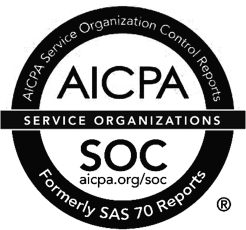 AICPA Service Organization Control Reports
AICPA
SERVICE ORGANIZATIONS
SOC
aicpa.org/soc
Formerly SAS 70 Reports
®